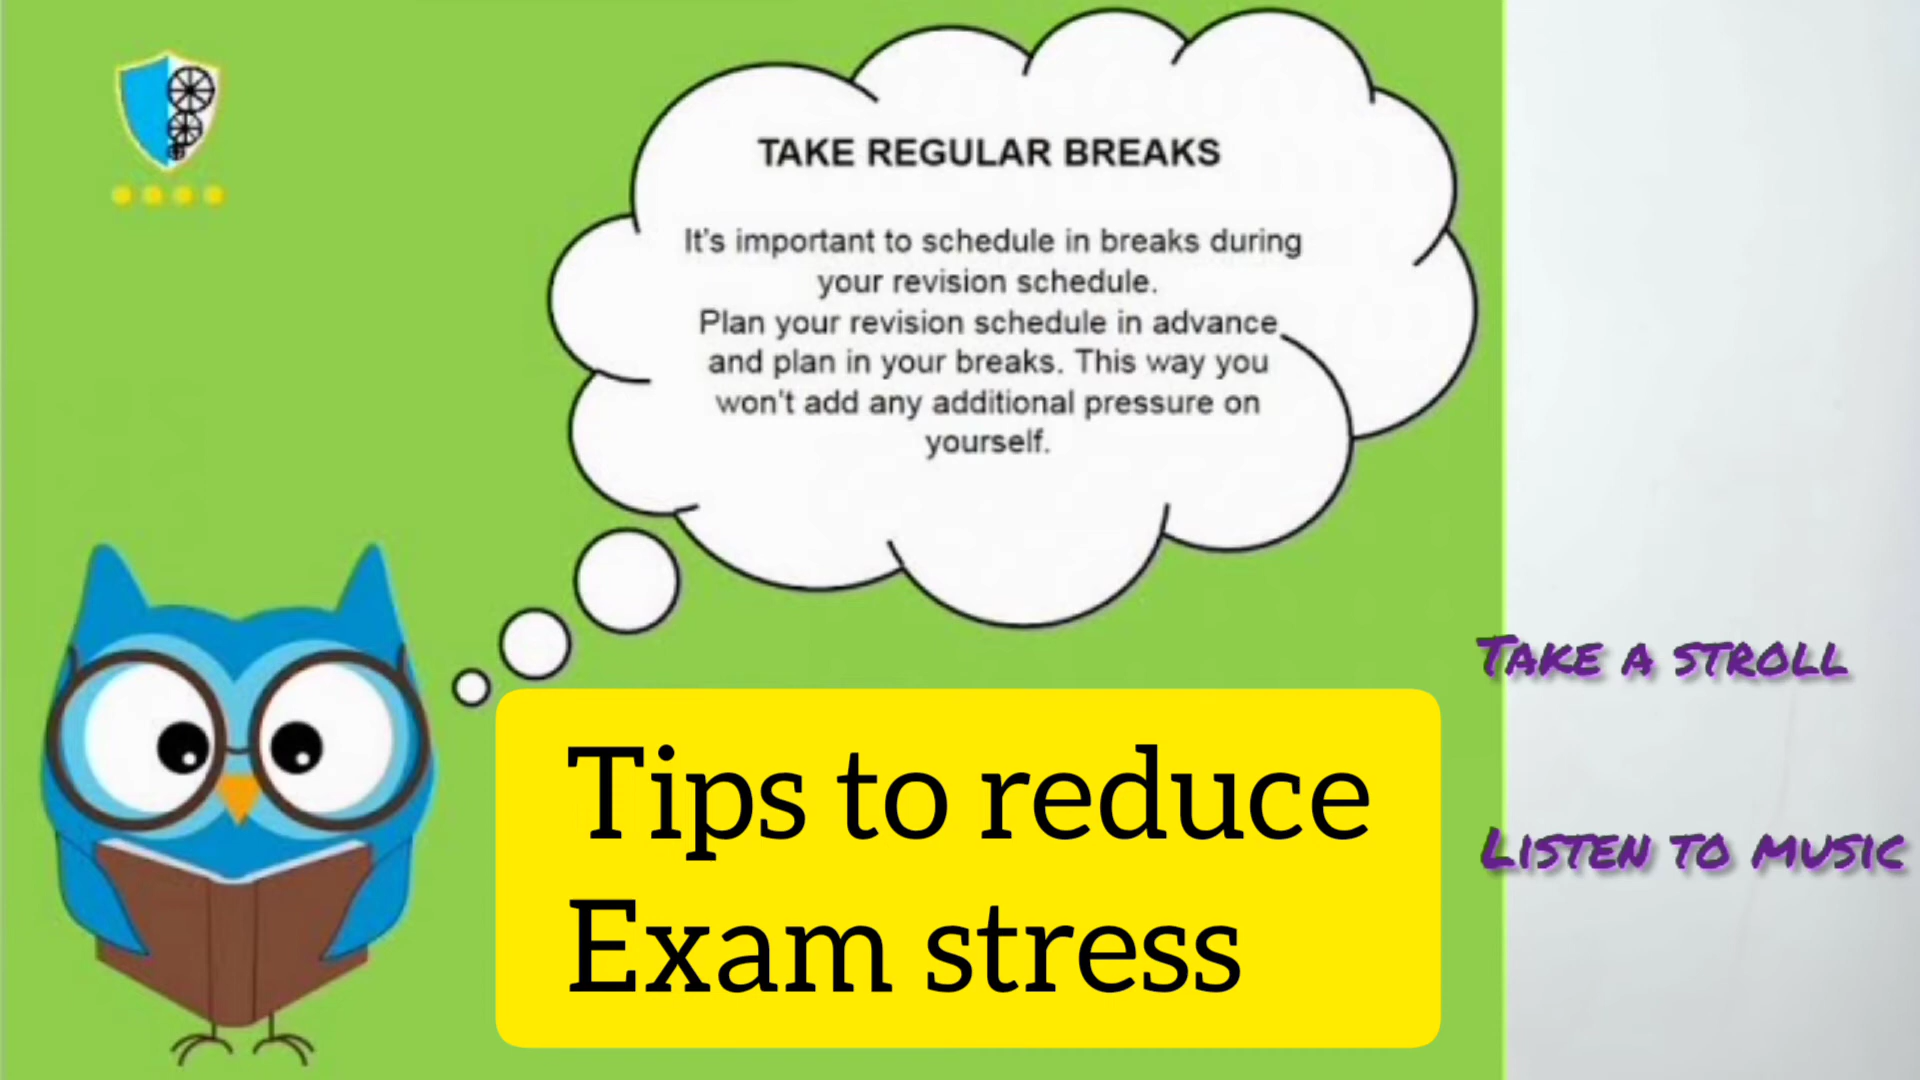 TAKE REGULAR BREAKS
It's important to schedule in breaks during
your revision schedule.
Plan your revision schedule in advance
and plan in your breaks. This way you
won't add any additional pressure on
yourself.
Tips to reduce
Exam stress
TAKE A STROLL
LISTEN TO MUSIC